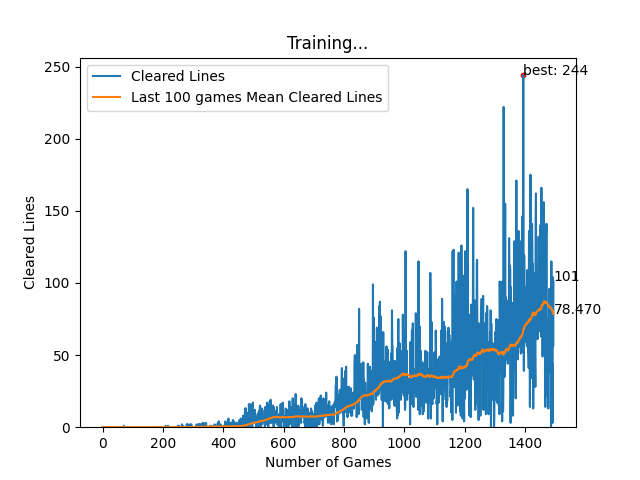 Training...
250
200
150
100
50
0
Cleared Lines
Cleared Lines
Last 100 games Mean Cleared Lines
best: 244
101
78.470
0 200 400 600 800 1000 1200 1400
Number of Games